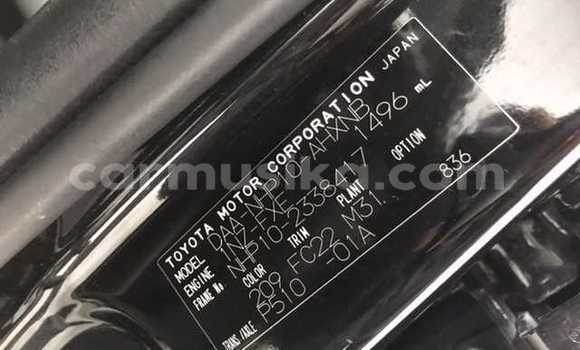 TOYOTA MOTOR CORPORATION JAPAN
MODEL DAA-NHP10-AHXNB
ENGINE 1NZ-FXE 1496 mL
FRAME No NHP10-2338417
COLOR TRIM PLANT OPTION
209 FC22 M31 836
TRANS/AXLE P510 -01A
carmusika.com